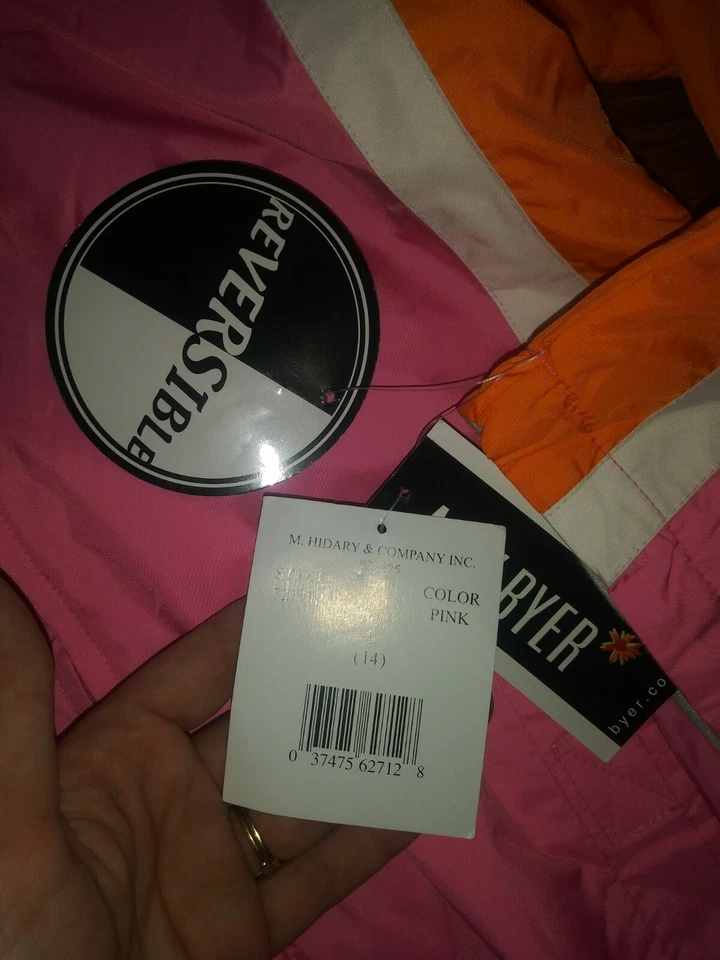 REVERSIBLE
M. HIDARY & COMPANY INC.
COLOR
PINK
(14)
0 37475 62712 8
BYER
byer.co